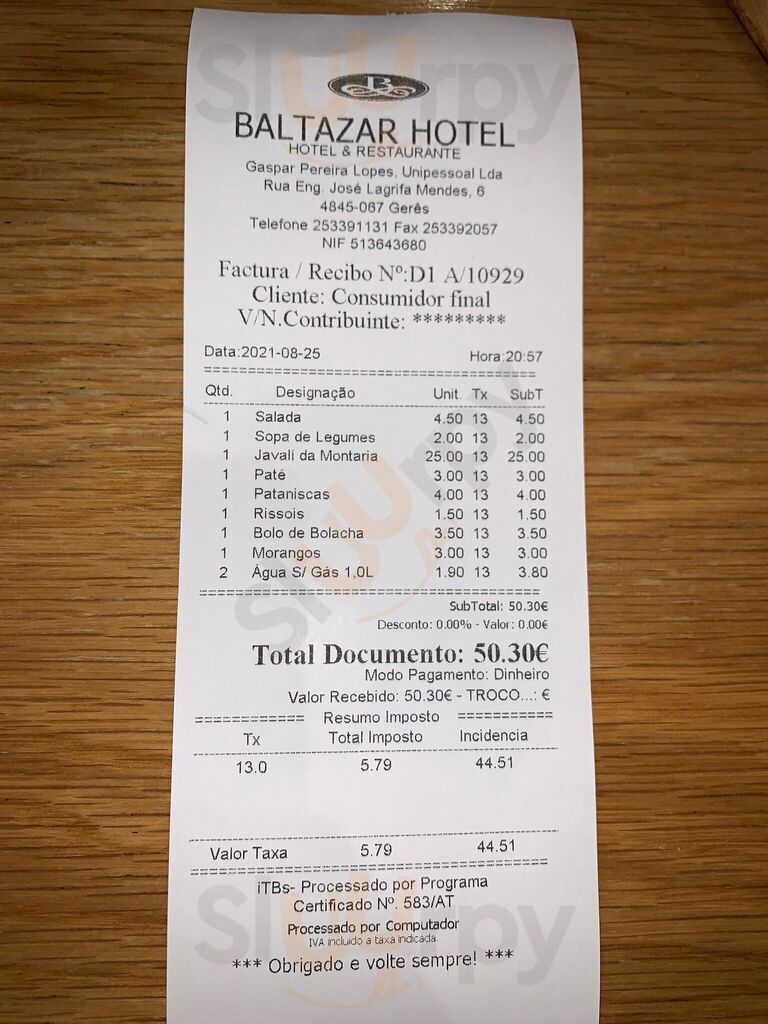 B
BALTAZAR HOTEL
HOTEL & RESTAURANTE
Gaspar Pereira Lopes, Unipessoal Lda
Rua Eng. José Lagrifa Mendes, 6
4845-067 Gerês
Telefone 253391131 Fax 253392057
NIF 513643680
Factura / Recibo Nº:D1 A/10929
Cliente: Consumidor final
V/N.Contribuinte: *********
Data:2021-08-25 Hora:20:57
Qtd. Designação Unit. Tx SubT
1 Salada 4.50 13 4.50
1 Sopa de Legumes 2.00 13 2.00
1 Javalí da Montaria 25.00 13 25.00
1 Paté 3.00 13 3.00
1 Pataniscas 4.00 13 4.00
1 Rissois 1.50 13 1.50
1 Bolo de Bolacha 3.50 13 3.50
1 Morangos 3.00 13 3.00
2 Àgua S/ Gás 1,0L 1.90 13 3.80
SubTotal: 50.30€
Desconto: 0.00% - Valor: 0.00€
Total Documento: 50.30€
Modo Pagamento: Dinheiro
Valor Recebido: 50.30€ - TROCO...: €
Resumo Imposto
Tx Total Imposto Incidencia
13.0 5.79 44.51
Valor Taxa 5.79 44.51
iTBs- Processado por Programa
Certificado Nº. 583/AT
Processado por Computador
IVA incluido a taxa indicada.
*** Obrigado e volte sempre! ***
Sluurpy
Sluurpy
Sluurpy